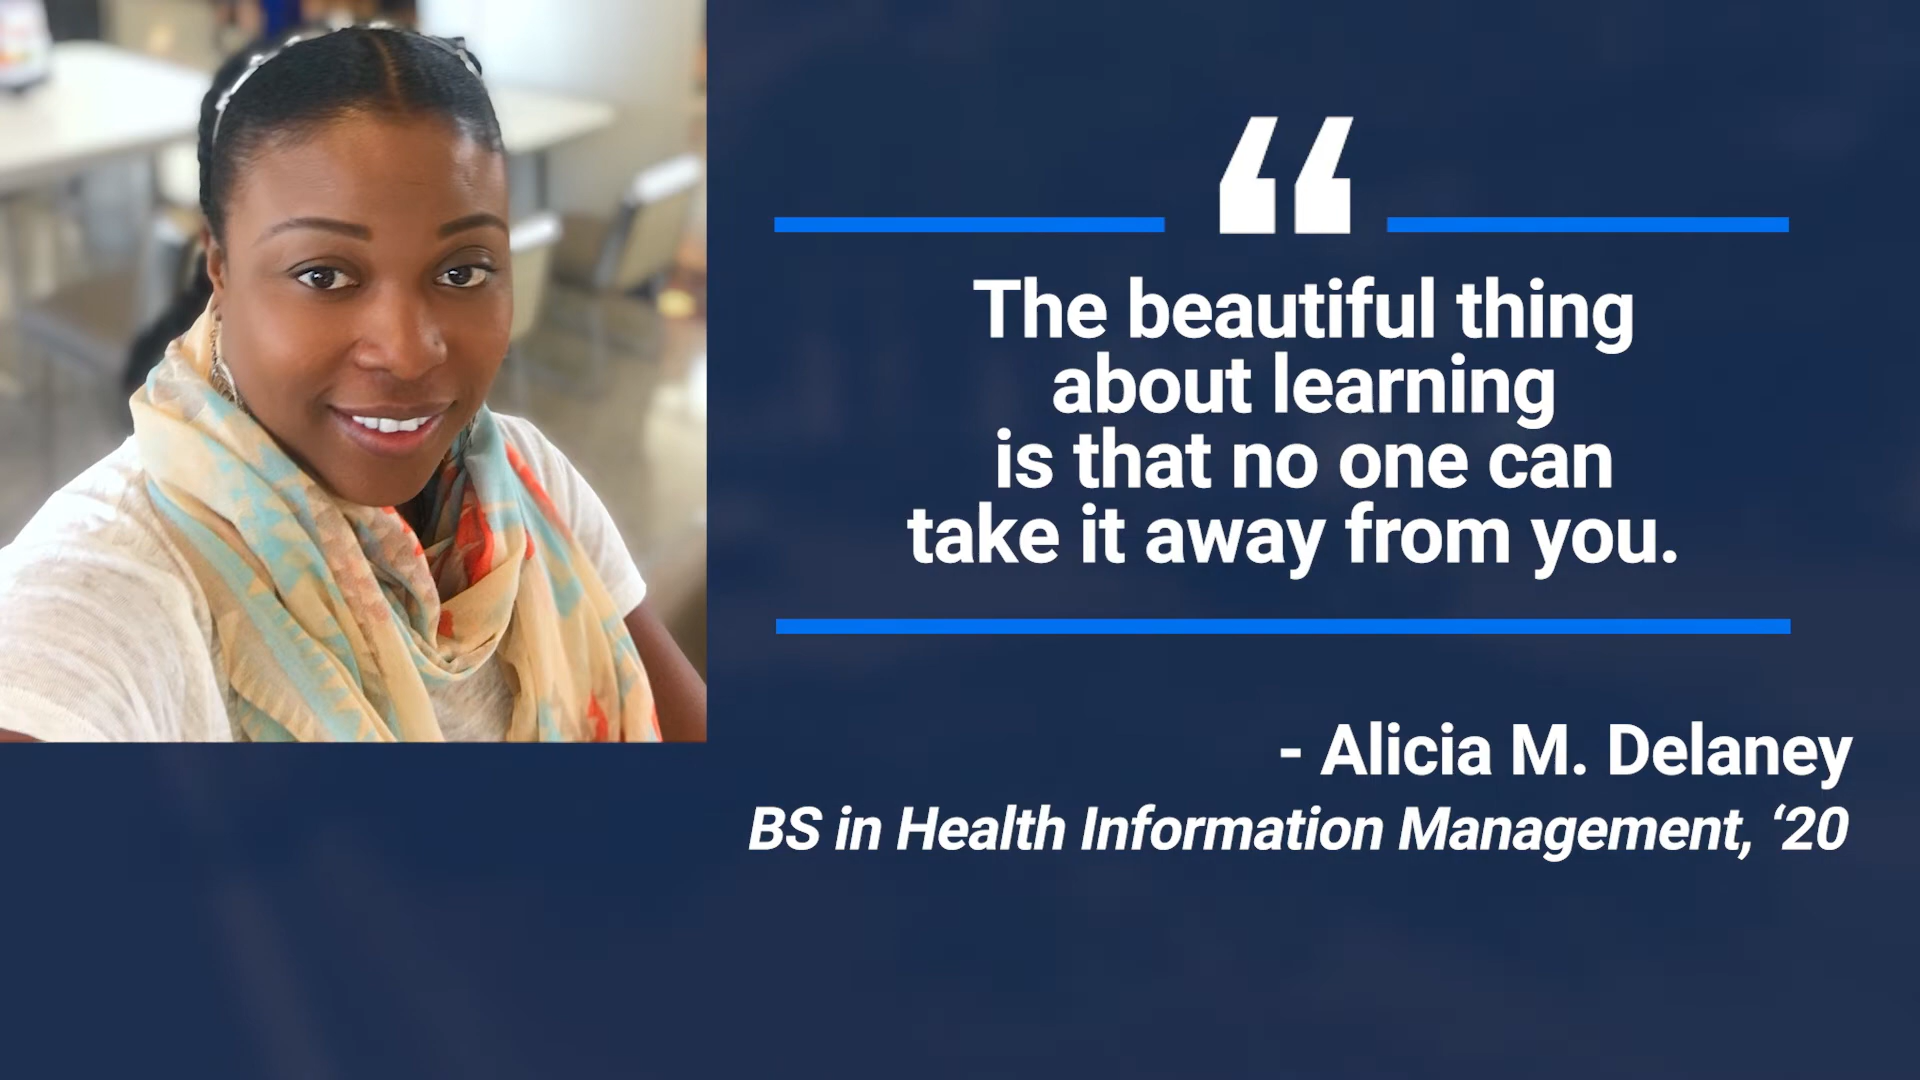 “
The beautiful thing
about learning
is that no one can
take it away from you.
- Alicia M. Delaney
BS in Health Information Management, ‘20